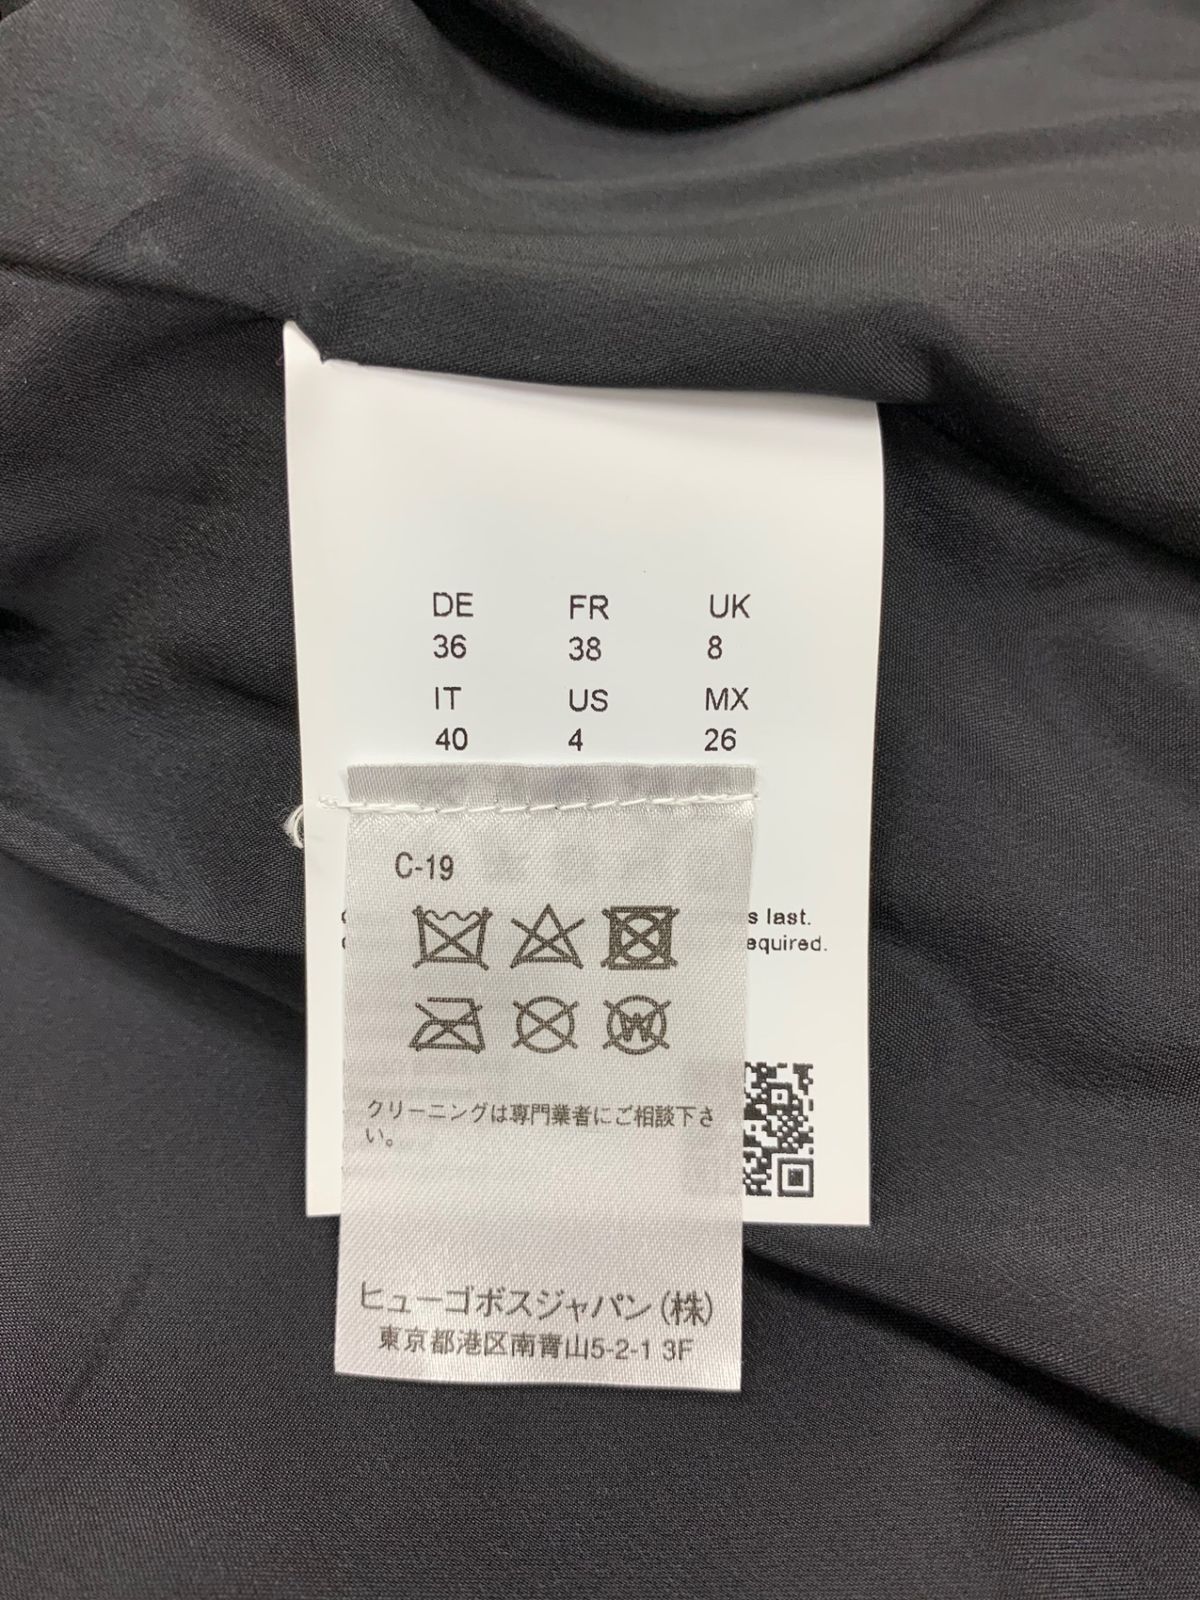 DE FR UK
36 38 8
IT US MX
40 4 26
C-19
s last.
equired.
W
クリーニングは専門業者にご相談下さ
い。
ヒューゴボスジャパン(株)
東京都港区南青山5-2-1 3F